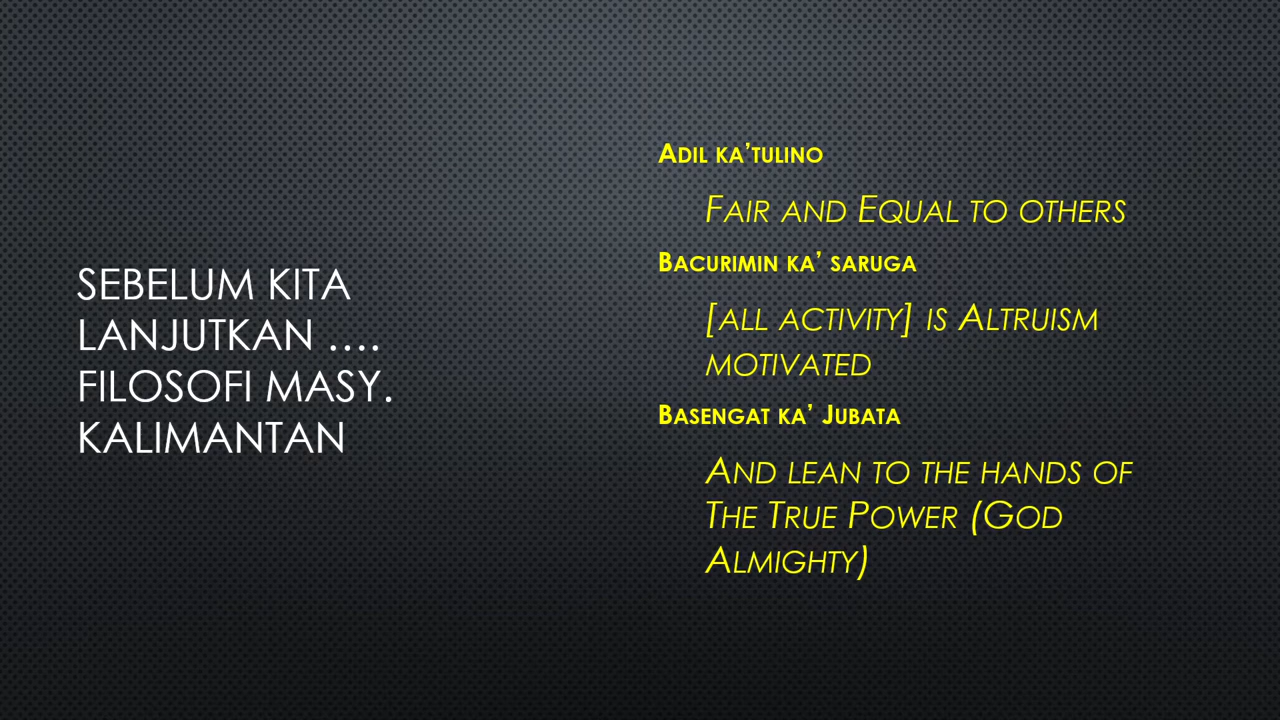 SEBELUM KITA
LANJUTKAN ….
FILOSOFI MASY.
KALIMANTAN
Adil ka’tulino
Fair and Equal to others
Bacurimin ka’ saruga
[all activity] is Altruism
motivated
Basengat ka’ Jubata
And lean to the hands of
The True Power (God
Almighty)